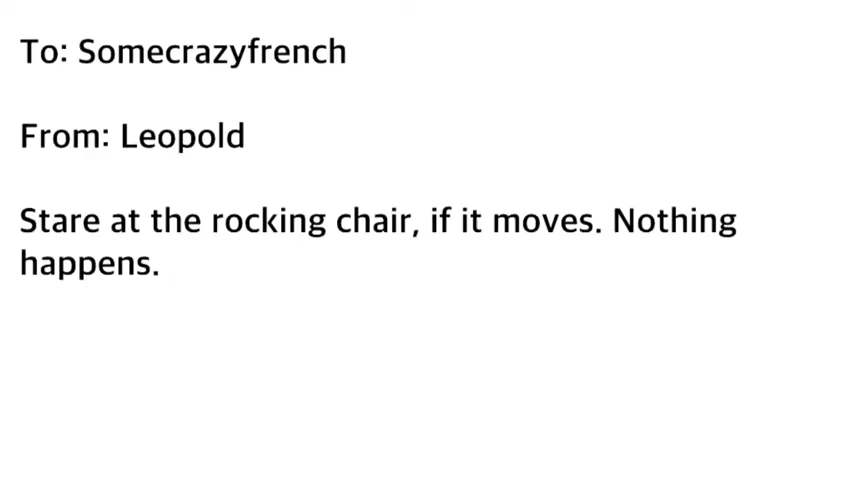 To: Somecrazyfrench
From: Leopold
Stare at the rocking chair, if it moves. Nothing
happens.